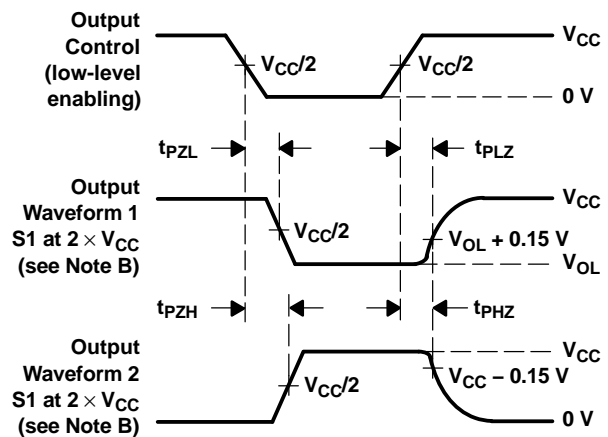 Output
Control
(low-level
enabling)
VCC/2
VCC/2
VCC
0 V
tPZL
tPLZ
Output
Waveform 1
S1 at 2 × VCC
(see Note B)
VCC/2
VCC
VOL + 0.15 V
VOL
tPZH
tPHZ
Output
Waveform 2
S1 at 2 × VCC
(see Note B)
VCC/2
VCC
VCC – 0.15 V
0 V